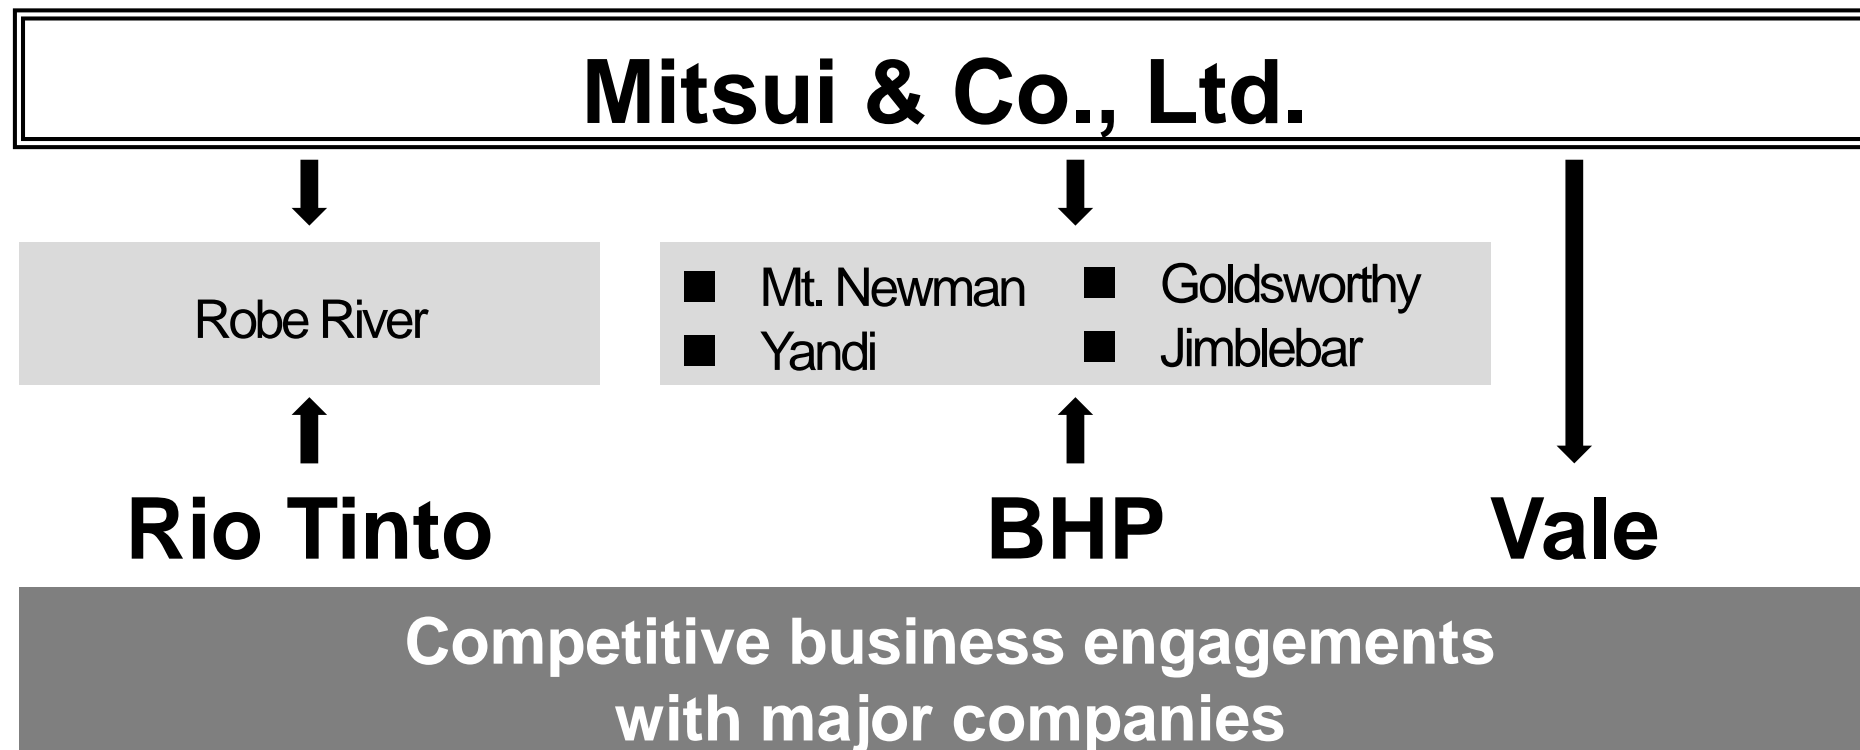 Mitsui & Co., Ltd.
Robe River
■ Mt. Newman
■ Yandi
■ Goldsworthy
■ Jimblebar
Rio Tinto
BHP
Vale
Competitive business engagements
with major companies